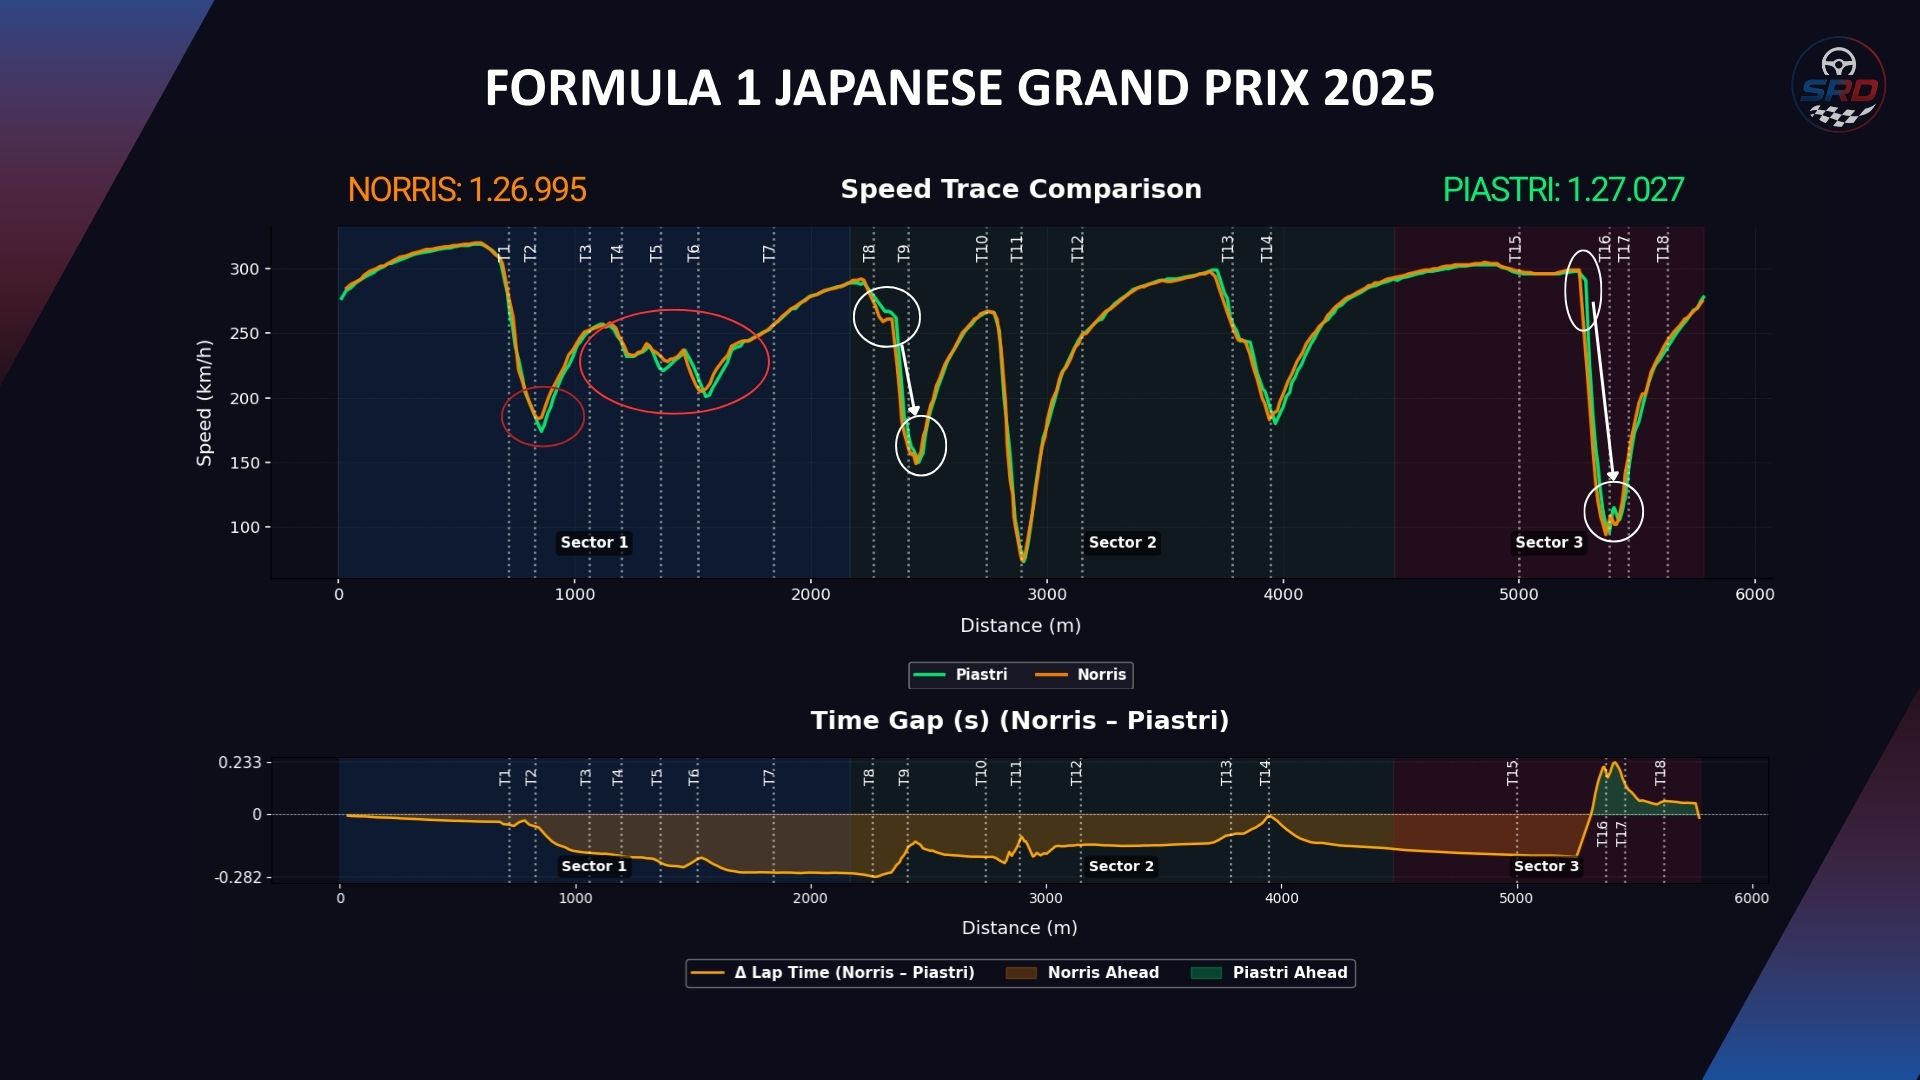 FORMULA 1 JAPANESE GRAND PRIX 2025
SRD
NORRIS: 1.26.995
Speed Trace Comparison
PIASTRI: 1.27.027
T1 T2 T3 T4 T5 T6 T7 T8 T9 T10 T11 T12 T13 T14 T15 T16 T17 T18
300
250
200
150
100
Speed (km/h)
Sector 1
Sector 2
Sector 3
0 1000 2000 3000 4000 5000 6000
Distance (m)
Piastri Norris
Time Gap (s) (Norris – Piastri)
0.233
0
-0.282
T1 T2 T3 T4 T5 T6 T7 T8 T9 T10 T11 T12 T13 T14 T15 T16 T17 T18
Sector 1
Sector 2
Sector 3
0 1000 2000 3000 4000 5000 6000
Distance (m)
Δ Lap Time (Norris – Piastri) Norris Ahead Piastri Ahead